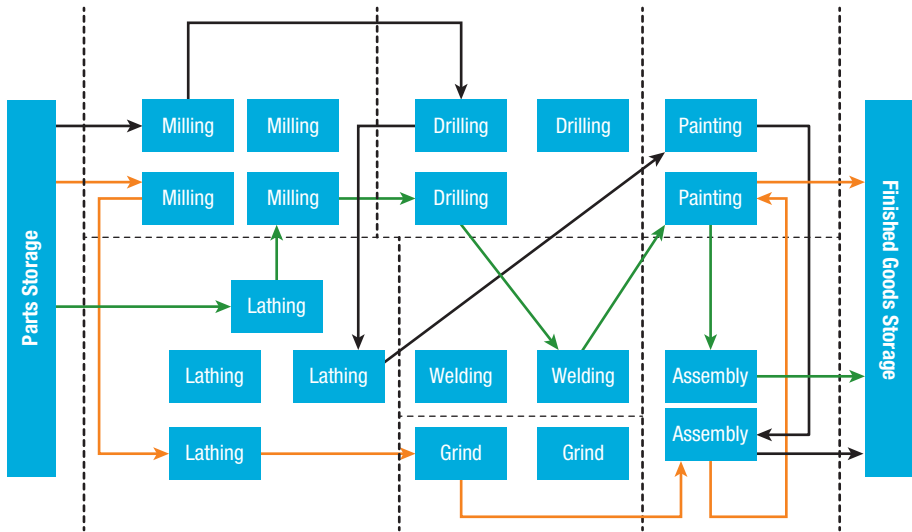 Parts Storage
Milling
Milling
Drilling
Drilling
Painting
Milling
Milling
Drilling
Painting
Lathing
Lathing
Lathing
Welding
Welding
Assembly
Lathing
Grind
Grind
Assembly
Finished Goods Storage